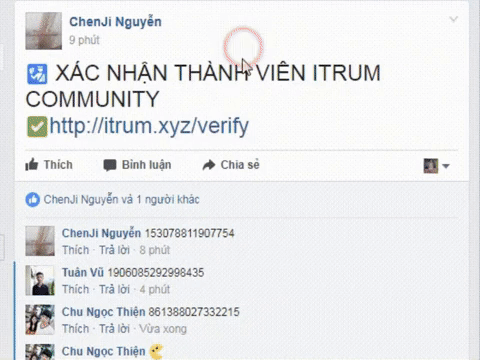 ChenJi Nguyễn
9 phút
XÁC NHẬN THÀNH VIÊN ITRUM
COMMUNITY
http://itrum.xyz/verify
Thích Bình luận Chia sẻ
ChenJi Nguyễn và 1 người khác
ChenJi Nguyễn 153078811907754
Thích · Trả lời · 8 phút
Tuân Vũ 1906085292998435
Thích · Trả lời · 4 phút
Chu Ngọc Thiện 861388027332215
Thích · Trả lời · Vừa xong
Chu Ngọc Thiện